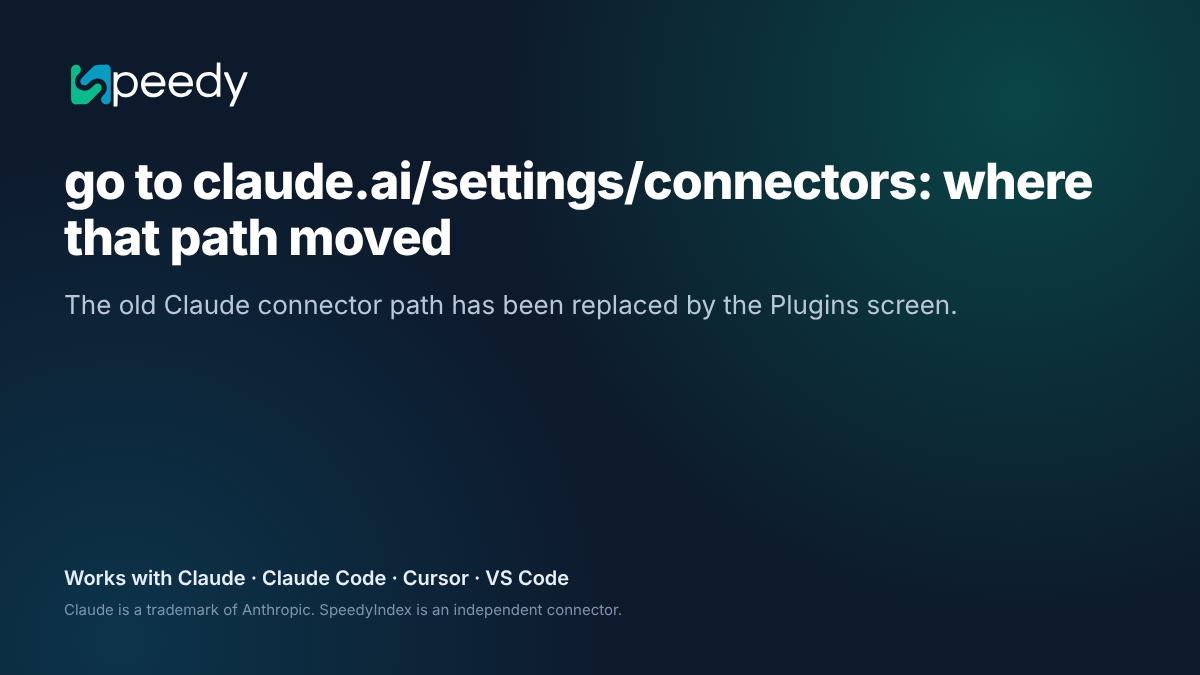 Speedy
go to claude.ai/settings/connectors: where
that path moved
The old Claude connector path has been replaced by the Plugins screen.
Works with Claude · Claude Code · Cursor · VS Code
Claude is a trademark of Anthropic. SpeedyIndex is an independent connector.